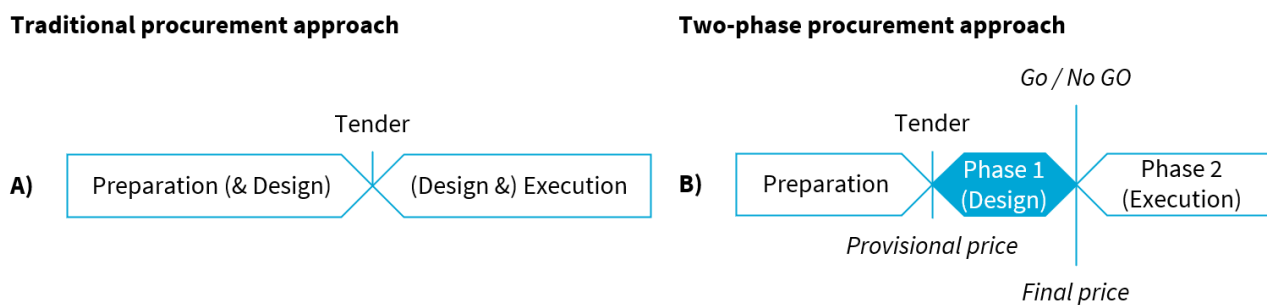 Traditional procurement approach
Tender
A)
Preparation (& Design)
(Design &) Execution
Two-phase procurement approach
Go / No GO
Tender
B)
Preparation
Phase 1
(Design)
Phase 2
(Execution)
Provisional price
Final price